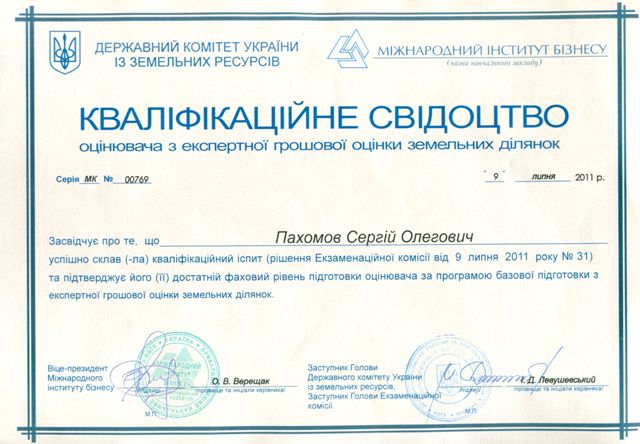 ДЕРЖАВНИЙ КОМІТЕТ УКРАЇНИ
ІЗ ЗЕМЕЛЬНИХ РЕСУРСІВ
МІЖНАРОДНИЙ ІНСТИТУТ БІЗНЕСУ
(назва навчального закладу)
КВАЛІФІКАЦІЙНЕ СВІДОЦТВО
оцінювача з експертної грошової оцінки земельних ділянок
Серія МК № 00769
" 9 " липня 2011 р.
Засвідчує про те, що Пахомов Сергій Олегович
успішно склав (-ла) кваліфікаційний іспит (рішення Екзаменаційної комісії від 9 липня 2011 року № 31)
та підтверджує його (її) достатній фаховий рівень підготовки оцінювача за програмою базової підготовки з
експертної грошової оцінки земельних ділянок.
Віце-президент
Міжнародного
інституту бізнесу
О. В. Верещак
прізвище та ініціали керівника
М.П.
Заступник Голови
Державного комітету України
із земельних ресурсів.
Заступник Голови Екзаменаційної
комісії
Д. Левушевський
прізвище та ініціали керівника
М.П.